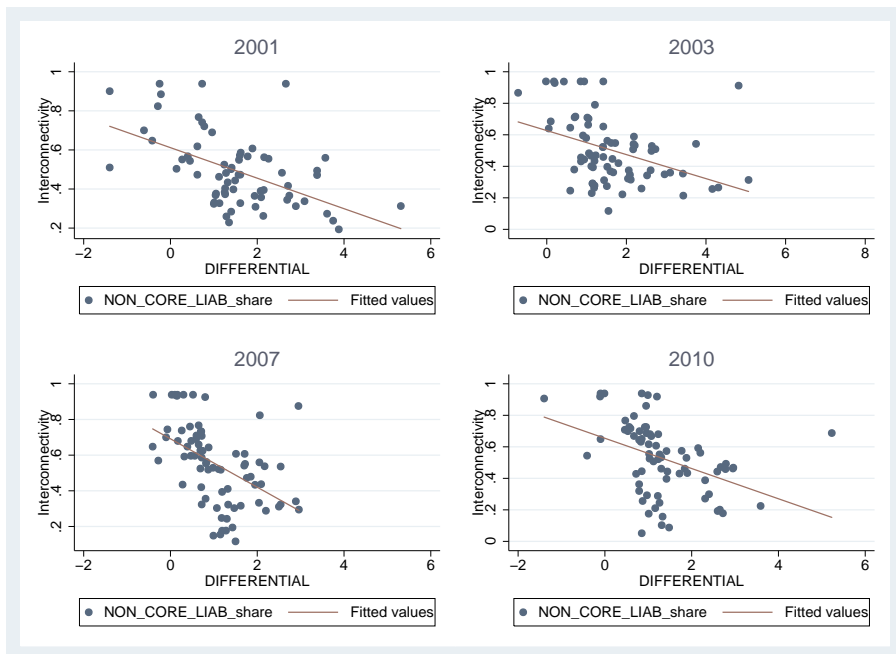 2001
Interconnectivity
.2 .4 .6 .8 1
−2 0 2 4 6
DIFFERENTIAL
NON_CORE_LIAB_share Fitted values
2003
Interconnectivity
0 .2 .4 .6 .8 1
0 2 4 6 8
DIFFERENTIAL
NON_CORE_LIAB_share Fitted values
2007
Interconnectivity
.2 .4 .6 .8 1
−2 0 2 4 6
DIFFERENTIAL
NON_CORE_LIAB_share Fitted values
2010
Interconnectivity
0 .2 .4 .6 .8 1
−2 0 2 4 6
DIFFERENTIAL
NON_CORE_LIAB_share Fitted values